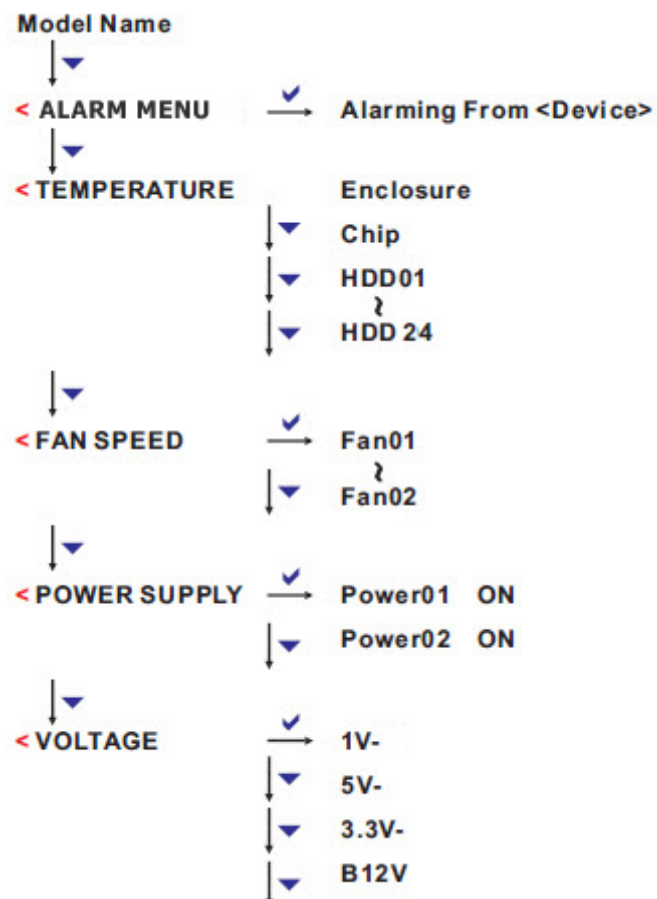 Model Name
< ALARM MENU Alarming From <Device>
< TEMPERATURE Enclosure
Chip
HDD01
~
HDD 24
< FAN SPEED Fan01
~
Fan02
< POWER SUPPLY Power01 ON
Power02 ON
< VOLTAGE 1V-
5V-
3.3V-
B12V